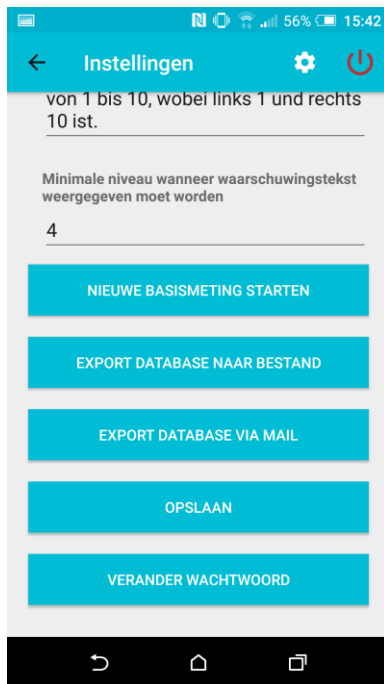 56% 15:42
Instellingen
von 1 bis 10, wobei links 1 und rechts
10 ist.
Minimale niveau wanneer waarschuwingstekst
weergegeven moet worden
4
NIEUWE BASISMETING STARTEN
EXPORT DATABASE NAAR BESTAND
EXPORT DATABASE VIA MAIL
OPSLAAN
VERANDER WACHTWOORD